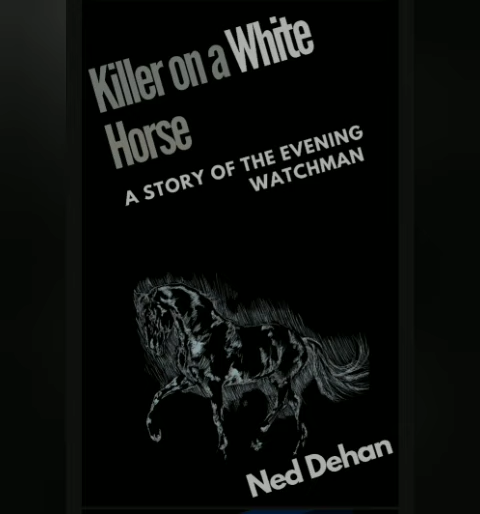 Killer on a White
Horse
A STORY OF THE EVENING
WATCHMAN
Ned Dehan